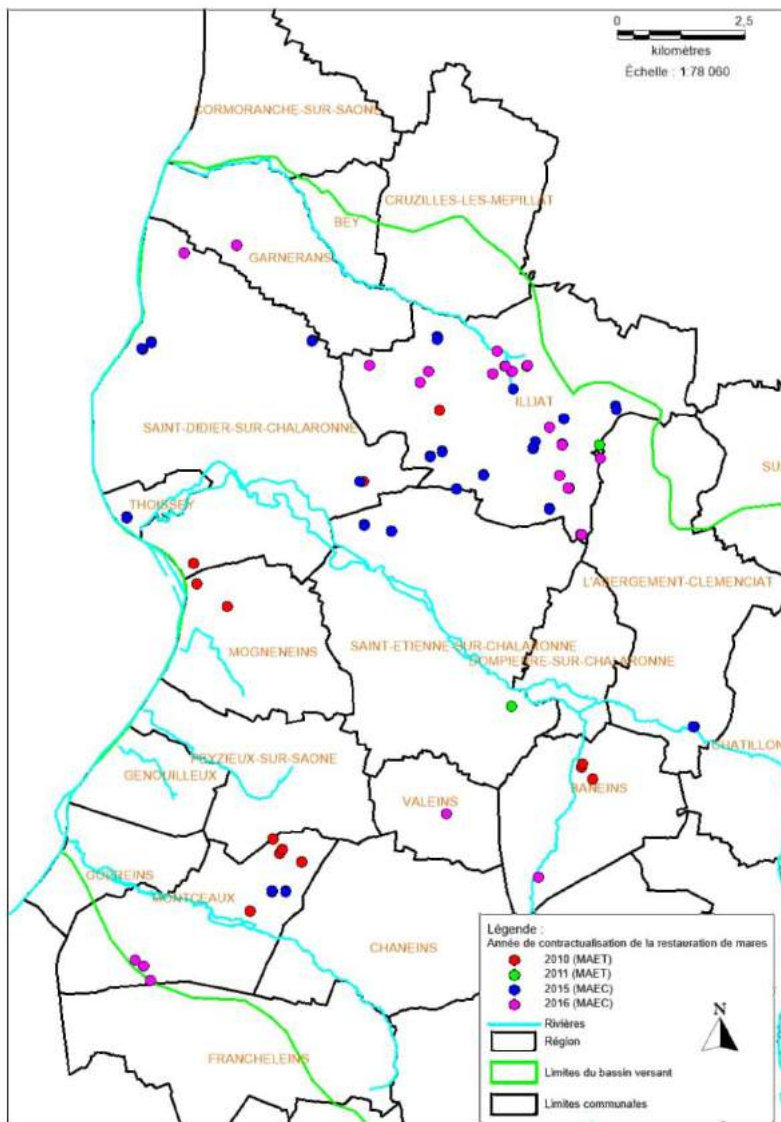 0 2,5
kilomètres
Échelle : 1:78 060
CORMORANCHE-SUR-SAONE
CRUZILLES-LES-MEPILLAT
BEY
GARNERANS
ILLIAT
SAINT-DIDIER-SUR-CHALARONNE
SU
THOISSEY
L'ABERGEMENT-CLEMENCIAT
MOGNENEINS
SAINT-ETIENNE-SUR-CHALARONNE
DOMPIERRE-SUR-CHALARONNE
CHATILLON
PEYZIEUX-SUR-SAONE
GENOUILLEUX
BANEINS
VALEINS
GUEREINS
MONTCEAUX
CHANEINS
FRANCHELEINS
Légende :
Année de contractualisation de la restauration de mares
2010 (MAET)
2011 (MAET)
2015 (MAEC)
2016 (MAEC)
N
Rivières
Région
Limites du bassin versant
Limites communales